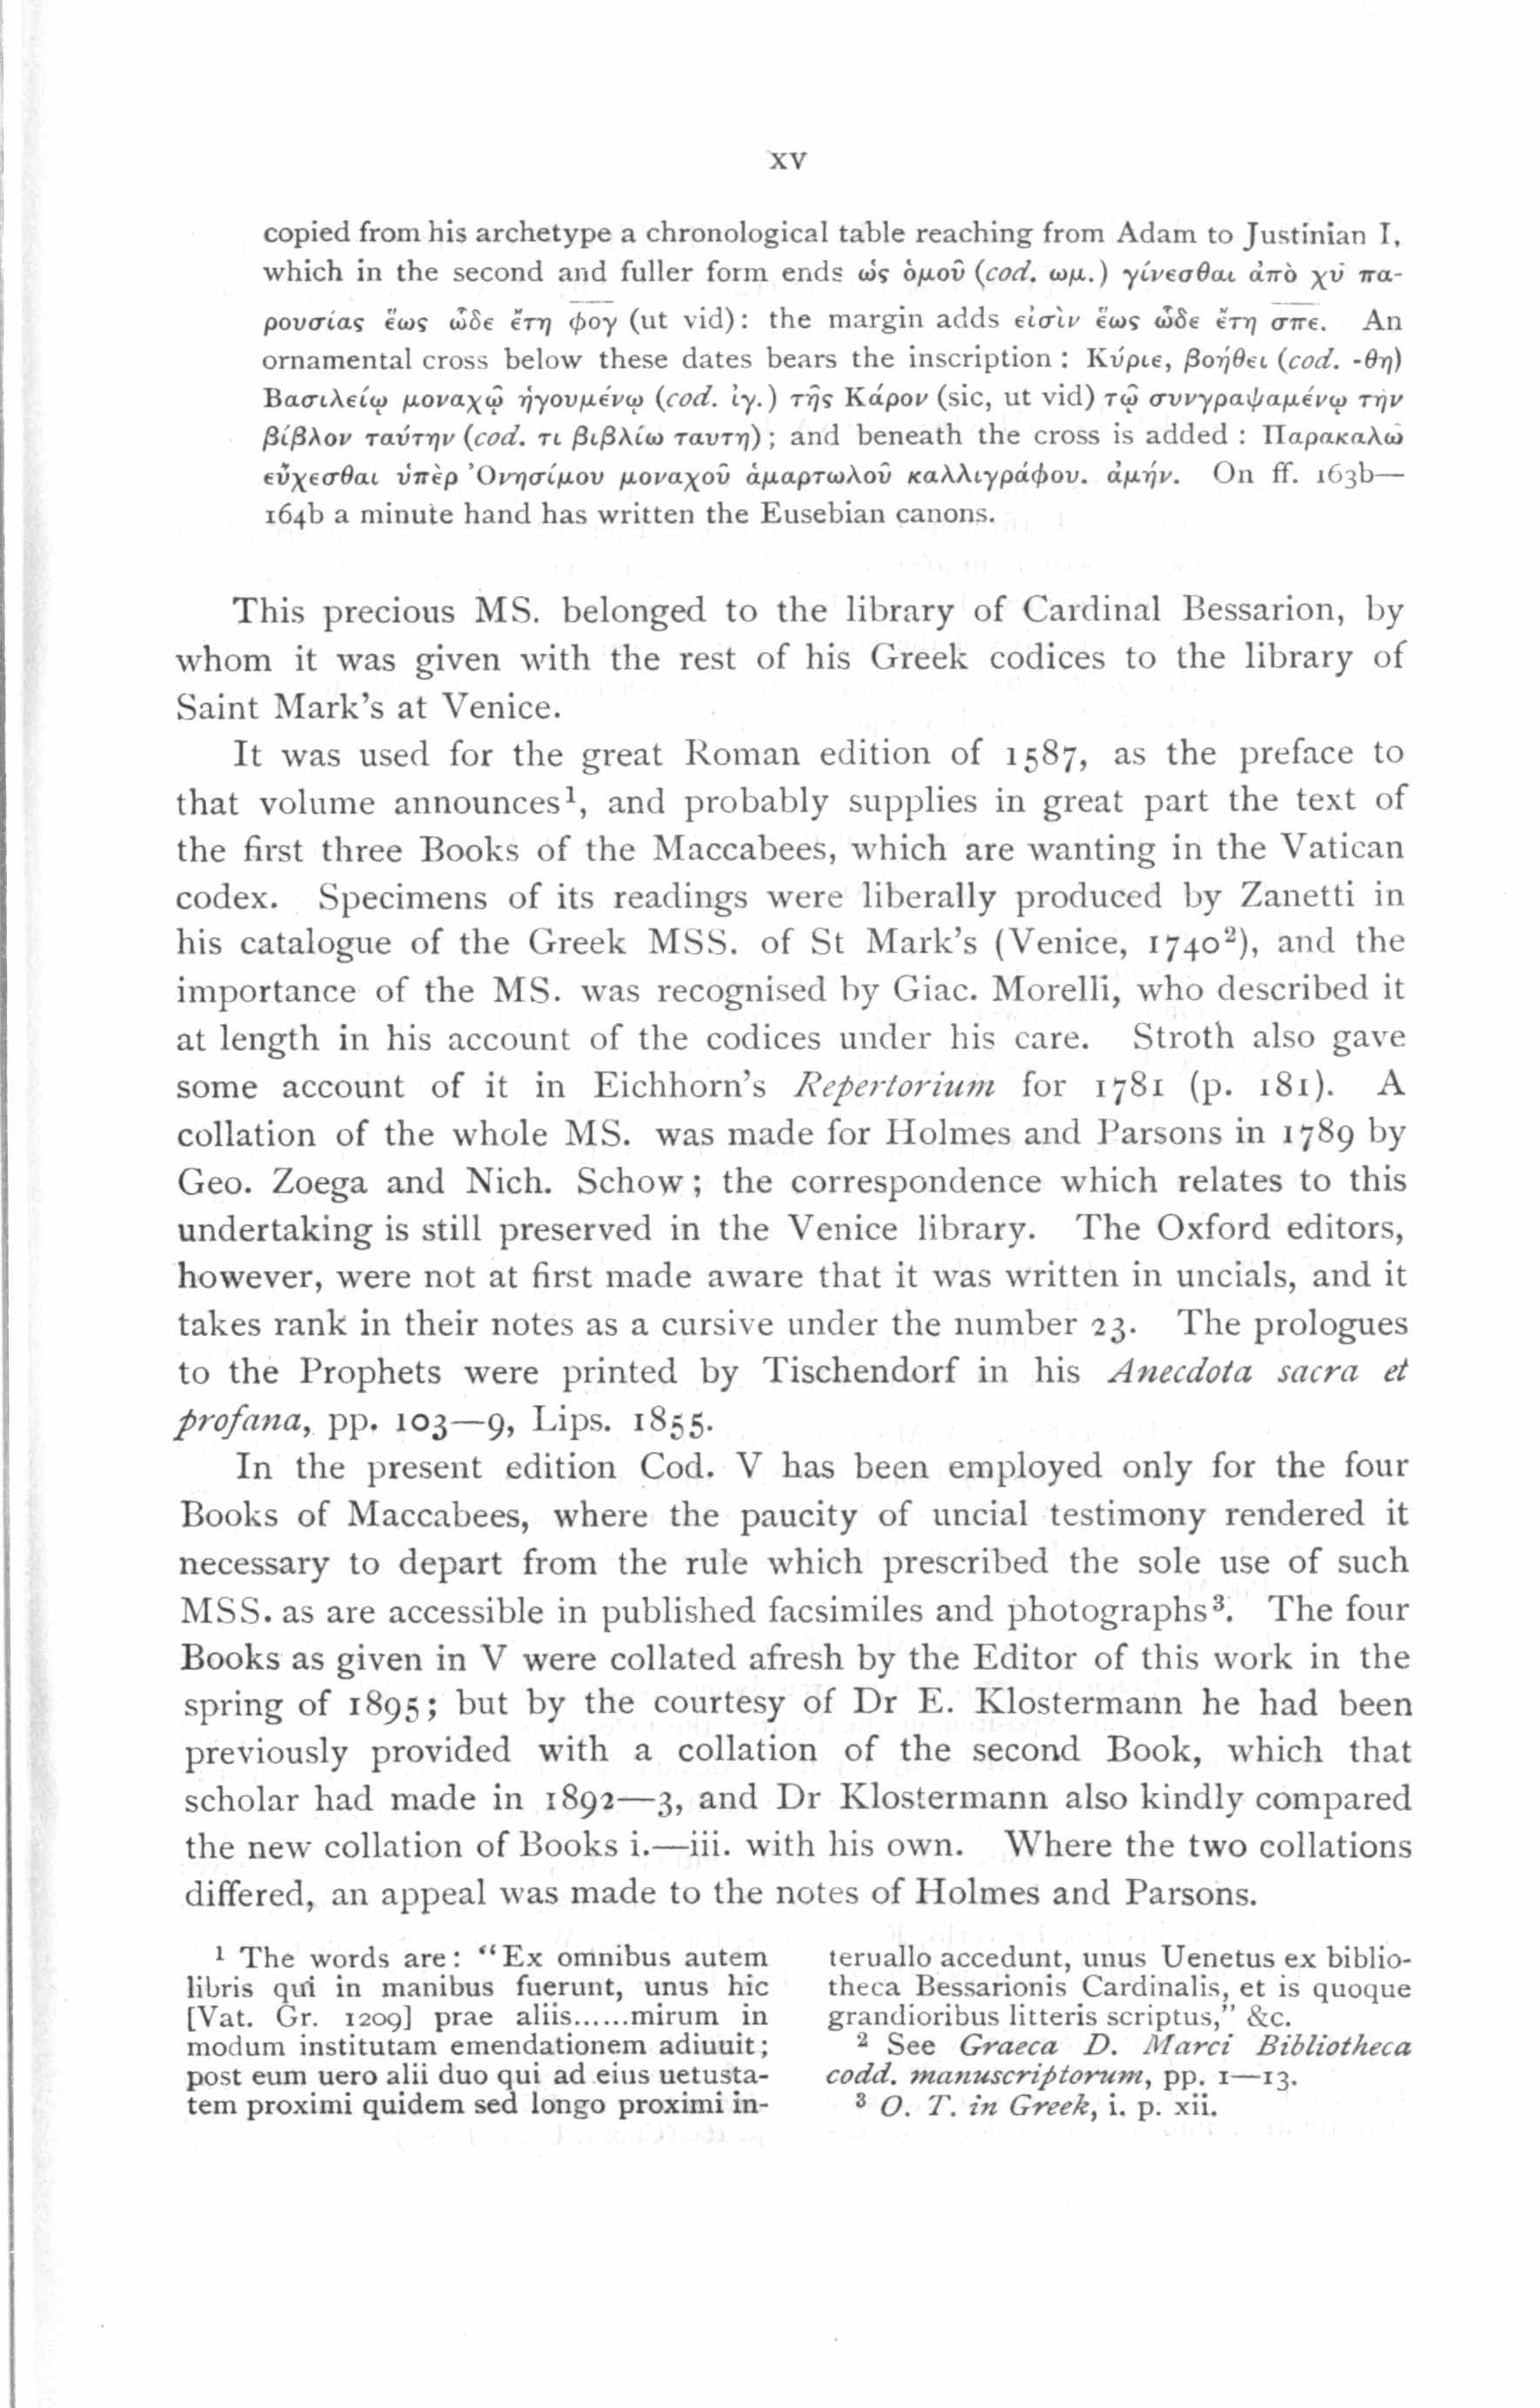 xv
copied from his archetype a chronological table reaching from Adam to Justinian I,
which in the second and fuller form ends ὡς ὁμοῦ (cod. ωμ.) γίνεσθαι ἀπὸ χῡ πα-
ρουσίας ἕως ὧδε ἔτη φ̅ο̅γ̅ (ut vid): the margin adds εἰσὶν ἕως ὧδε ἔτη σ̅π̅ε̅. An
ornamental cross below these dates bears the inscription : Κύριε, βοήθει (cod. -θη)
Βασιλείῳ μοναχῷ ἡγουμένῳ (cod. ἰγ.) τῆς Κάρου (sic, ut vid) τῷ συνγραψαμένῳ τὴν
βίβλον ταύτην (cod. τι βιβλίω ταυτη) ; and beneath the cross is added : Παρακαλῶ
εὔχεσθαι ὑπὲρ Ὀνησίμου μοναχοῦ ἁμαρτωλοῦ καλλιγράφου. ἀμήν. On ff. 163b—
164b a minute hand has written the Eusebian canons.
This precious MS. belonged to the library of Cardinal Bessarion, by
whom it was given with the rest of his Greek codices to the library of
Saint Mark's at Venice.
It was used for the great Roman edition of 1587, as the preface to
that volume announces¹, and probably supplies in great part the text of
the first three Books of the Maccabees, which are wanting in the Vatican
codex. Specimens of its readings were liberally produced by Zanetti in
his catalogue of the Greek MSS. of St Mark's (Venice, 1740²), and the
importance of the MS. was recognised by Giac. Morelli, who described it
at length in his account of the codices under his care. Stroth also gave
some account of it in Eichhorn's Repertorium for 1781 (p. 181). A
collation of the whole MS. was made for Holmes and Parsons in 1789 by
Geo. Zoega and Nich. Schow ; the correspondence which relates to this
undertaking is still preserved in the Venice library. The Oxford editors,
however, were not at first made aware that it was written in uncials, and it
takes rank in their notes as a cursive under the number 23. The prologues
to the Prophets were printed by Tischendorf in his Anecdota sacra et
profana, pp. 103—9, Lips. 1855.
In the present edition Cod. V has been employed only for the four
Books of Maccabees, where the paucity of uncial testimony rendered it
necessary to depart from the rule which prescribed the sole use of such
MSS. as are accessible in published facsimiles and photographs³. The four
Books as given in V were collated afresh by the Editor of this work in the
spring of 1895; but by the courtesy of Dr E. Klostermann he had been
previously provided with a collation of the second Book, which that
scholar had made in 1892—3, and Dr Klostermann also kindly compared
the new collation of Books i.—iii. with his own. Where the two collations
differed, an appeal was made to the notes of Holmes and Parsons.
¹ The words are: “Ex omnibus autem
libris qui in manibus fuerunt, unus hic
[Vat. Gr. 1209] prae aliis......mirum in
modum institutam emendationem adiuuit;
post eum uero alii duo qui ad eius uetusta-
tem proximi quidem sed longo proximi in-
teruallo accedunt, unus Uenetus ex biblio-
theca Bessarionis Cardinalis, et is quoque
grandioribus litteris scriptus,” &c.
² See Graeca D. Marci Bibliotheca
codd. manuscriptorum, pp. 1—13.
³ O. T. in Greek, i. p. xii.